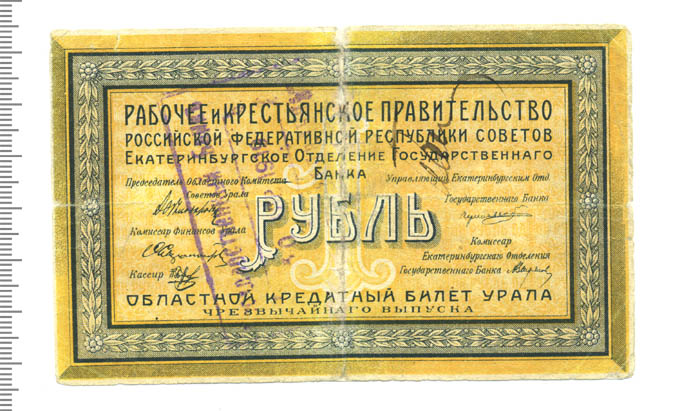 РАБОЧЕЕ и КРЕСТЬЯНСКОЕ ПРАВИТЕЛЬСТВО
РОССИЙСКОЙ ФЕДЕРАТИВНОЙ РЕСПУБЛИКИ СОВЕТОВ
ЕКАТЕРИНБУРГСКОЕ ОТДЕЛЕНИЕ ГОСУДАРСТВЕННАГО
БАНКА
Председатель Областного Комитета
Советов Урала
Управляющий Екатеринбургским Отд.
Государственнаго Банка
РУБЛЬ
Комиссар Финансов Урала
Комиссар
Екатеринбургскаго Отделения
Государственнаго Банка
Кассир
ОБЛАСТНОЙ КРЕДИТНЫЙ БИЛЕТ УРАЛА
ЧРЕЗВЫЧАЙНАГО ВЫПУСКА